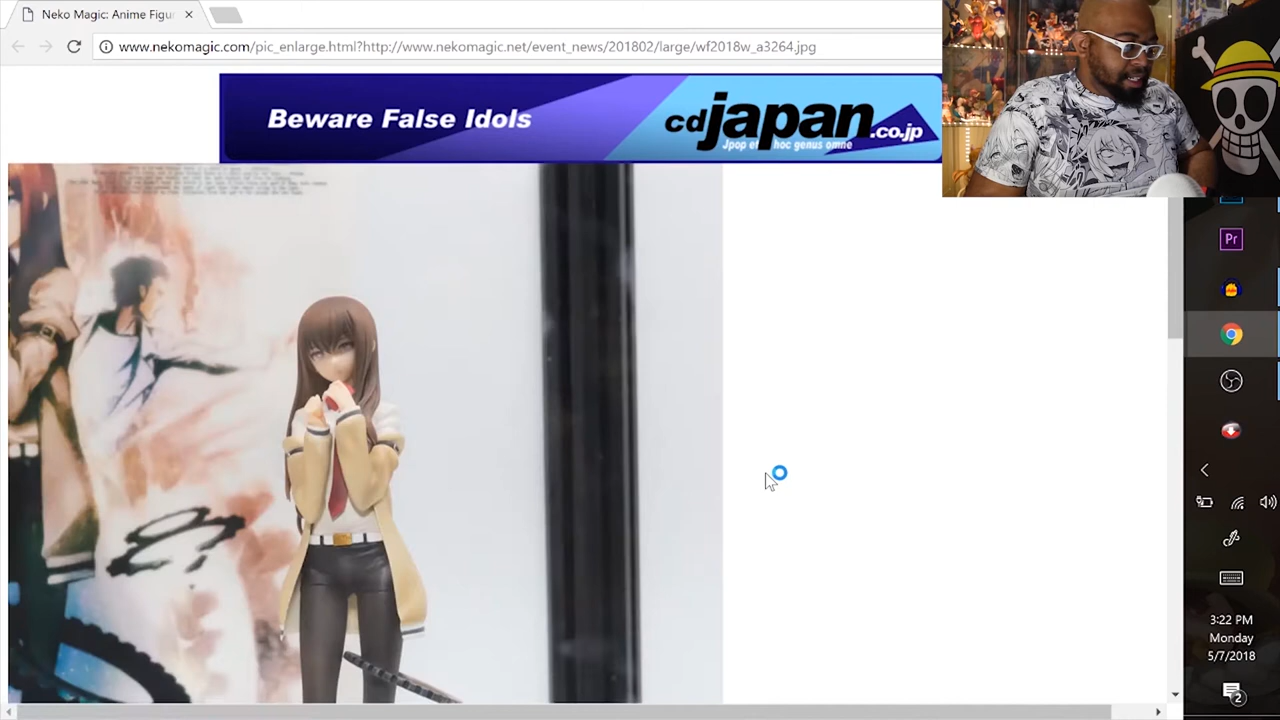 Neko Magic: Anime Figu
www.nekomagic.com/pic_enlarge.html?http://www.nekomagic.net/event_news/201802/large/wf2018w_a3264.jpg
Beware False Idols
cdjapan.co.jp
Jpop et hoc genus omne
Pr
3:22 PM
Monday
5/7/2018
2